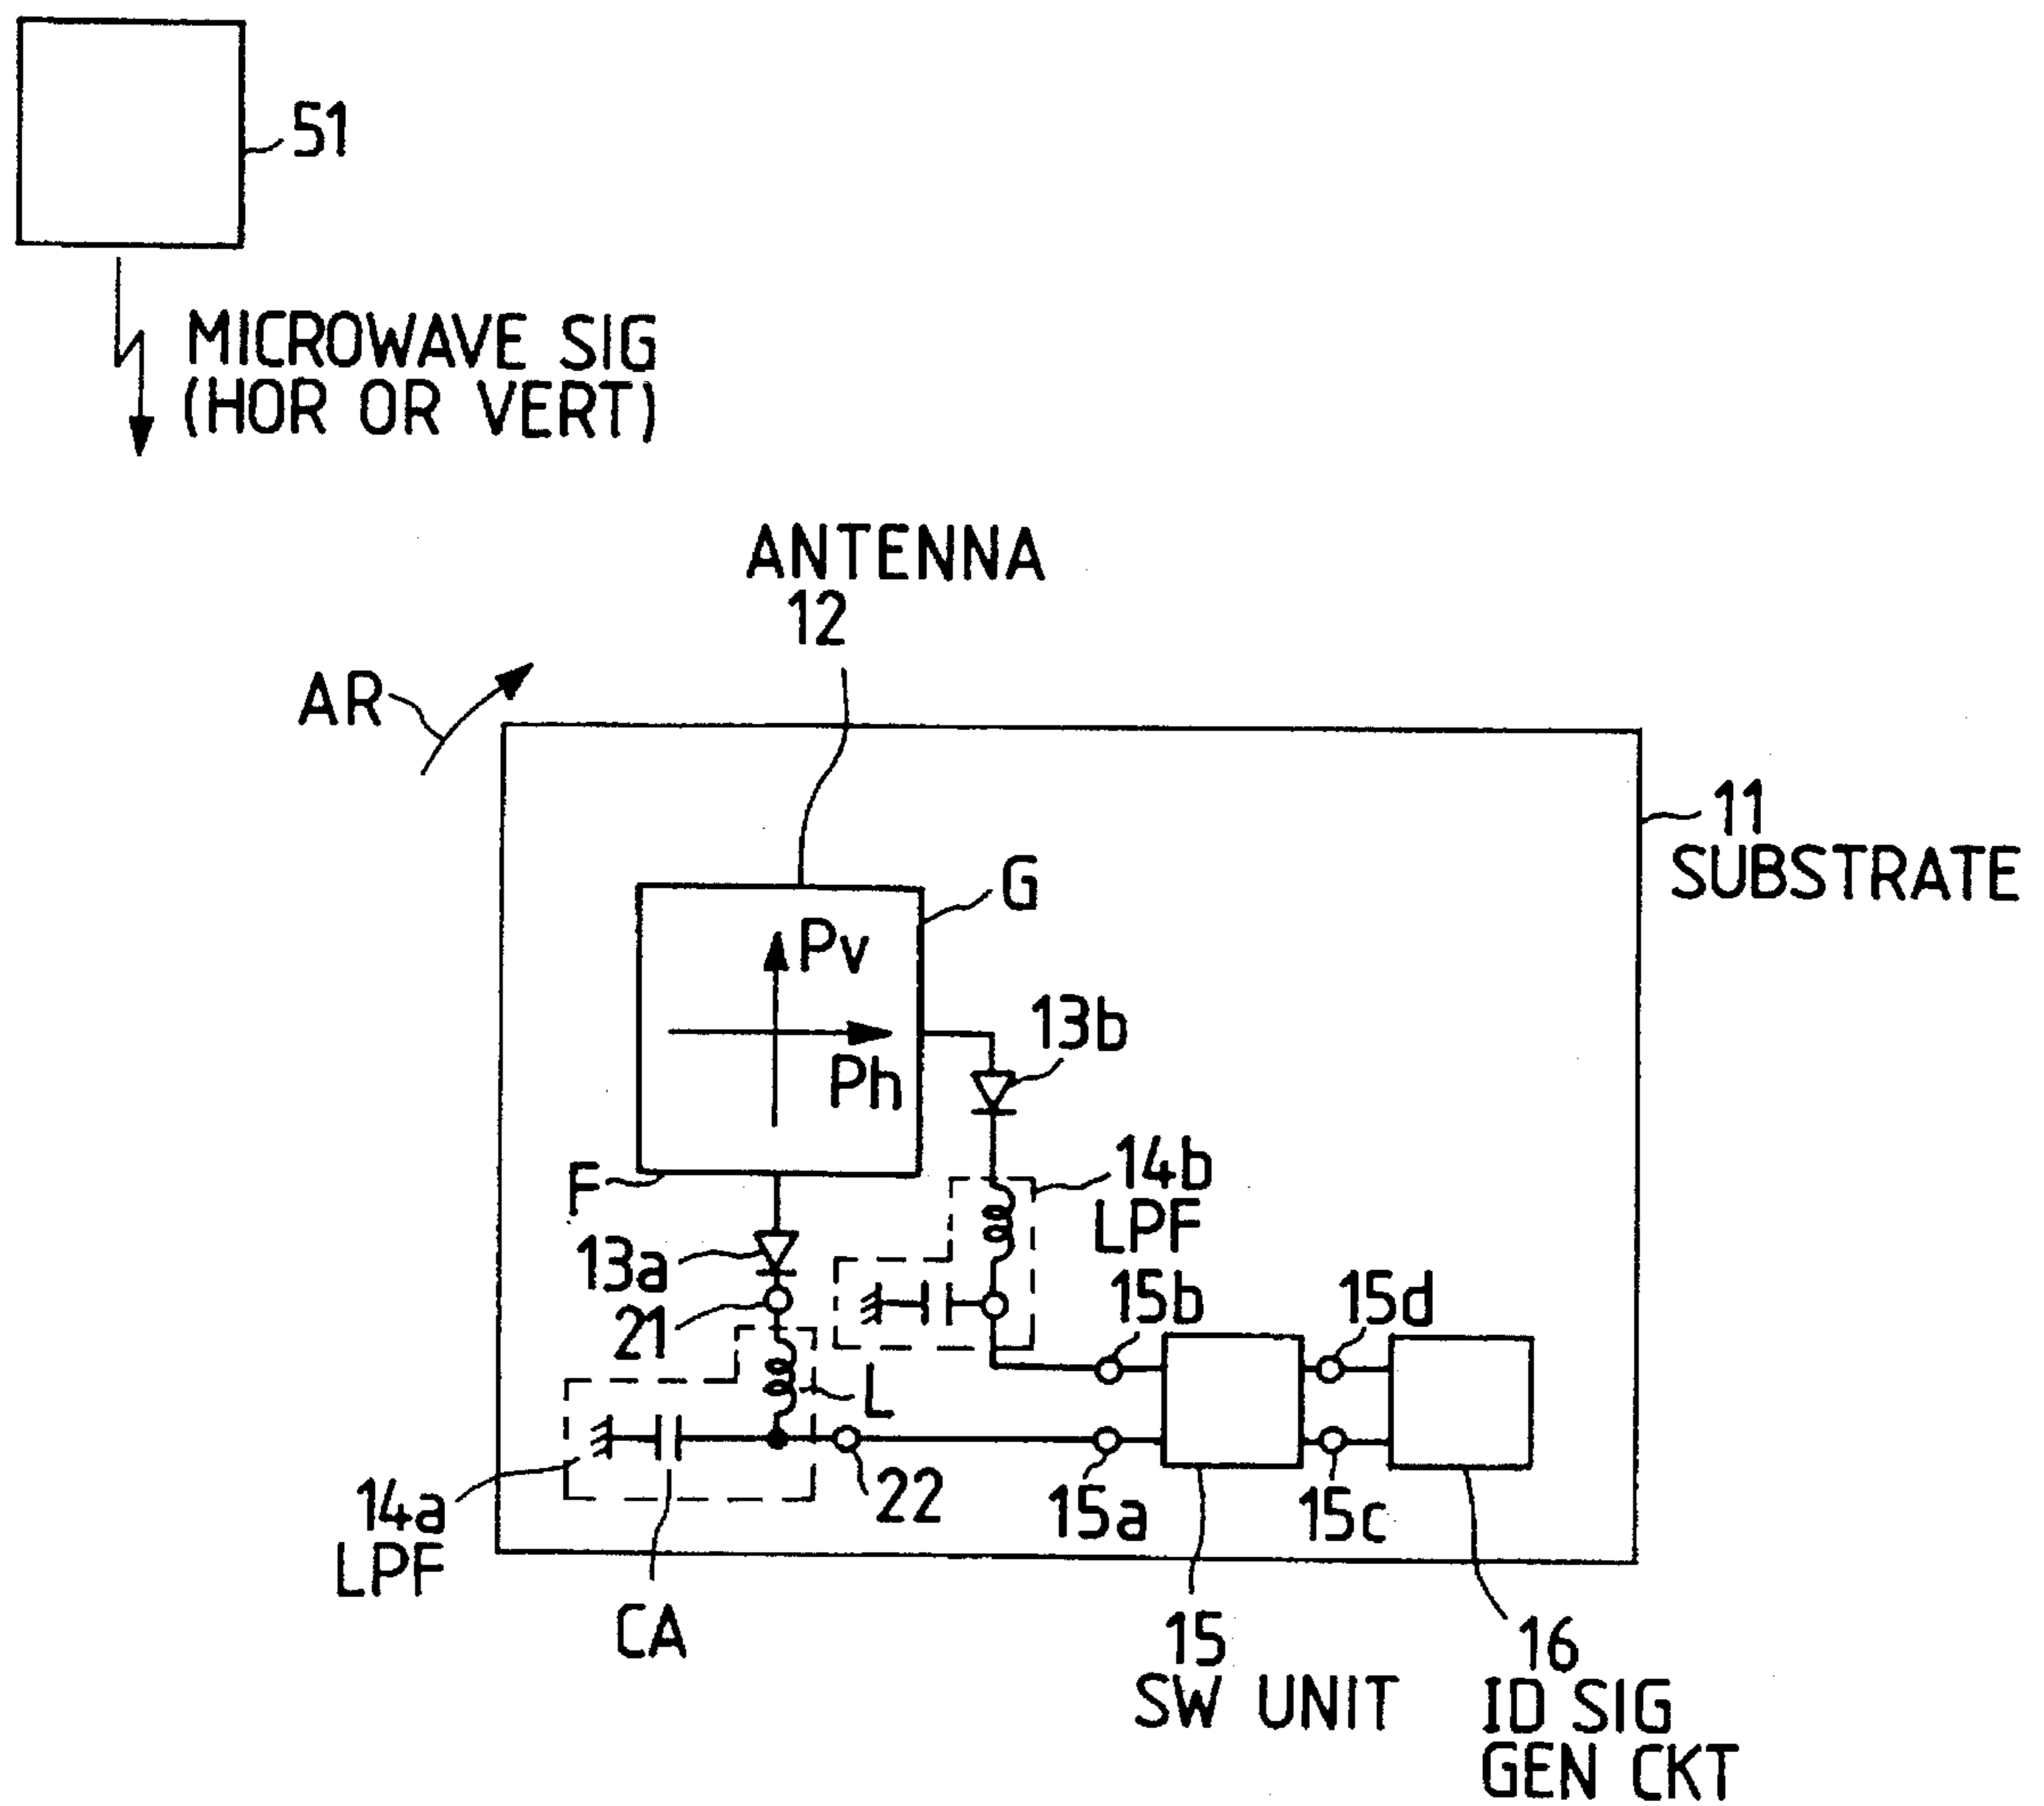 51
MICROWAVE SIG
(HOR OR VERT)
ANTENNA
12
AR
11
SUBSTRATE
G
Pv
Ph
13b
F
14b
LPF
13a
21
15b
15d
L
22
14a
LPF
15a
15c
CA
15
SW UNIT
16
ID SIG
GEN CKT